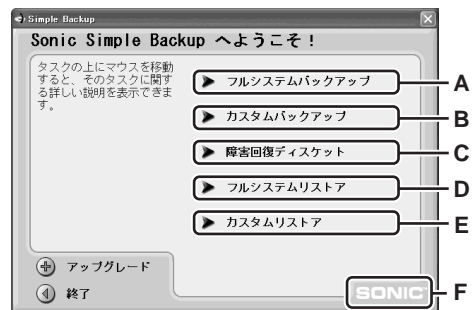 Simple Backup
Sonic Simple Backup へようこそ！
タスクの上にマウスを移動
すると、そのタスクに関す
る詳しい説明を表示できま
す。
フルシステムバックアップ
A
カスタムバックアップ
B
障害回復ディスケット
C
フルシステムリストア
D
カスタムリストア
E
アップグレード
終了
SONIC
F